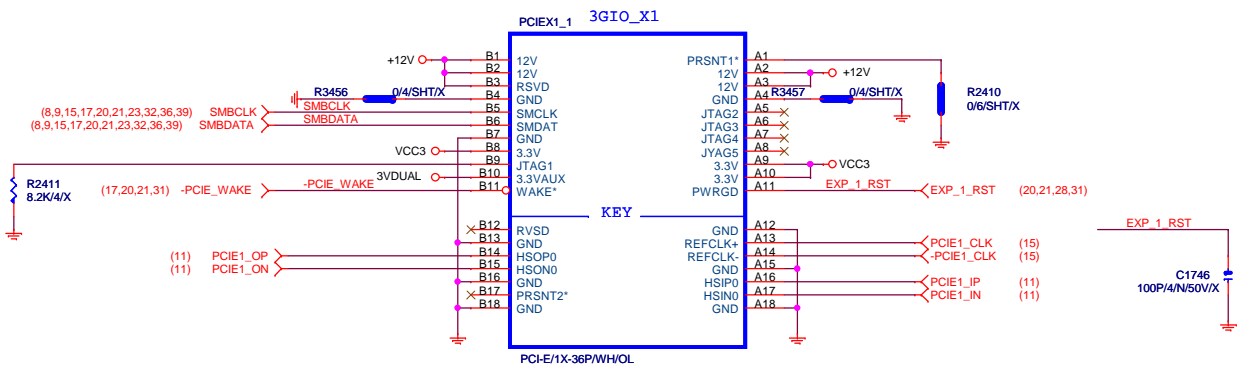 PCIEX1_1 3GIO_X1
+12V B1 12V PRSNT1* A1
B2 12V 12V A2 +12V
B3 RSVD 12V A3
R3456 0/4/SHT/X B4 GND GND A4 R3457 0/4/SHT/X R2410
0/6/SHT/X
(8,9,15,17,20,21,23,32,36,39) SMBCLK SMBCLK B5 SMCLK JTAG2 A5
(8,9,15,17,20,21,23,32,36,39) SMBDATA SMBDATA B6 SMDAT JTAG3 A6
B7 GND JTAG4 A7
VCC3 B8 3.3V JYAG5 A8
B9 JTAG1 3.3V A9 VCC3
3VDUAL B10 3.3VAUX 3.3V A10
R2411
8.2K/4/X
(17,20,21,31) -PCIE_WAKE -PCIE_WAKE B11 WAKE* PWRGD A11 EXP_1_RST EXP_1_RST (20,21,28,31)
KEY
B12 RVSD GND A12 EXP_1_RST
B13 GND REFCLK+ A13 PCIE1_CLK (15)
(11) PCIE1_OP B14 HSOP0 REFCLK- A14 -PCIE1_CLK (15)
(11) PCIE1_ON B15 HSON0 GND A15
B16 GND HSIP0 A16 PCIE1_IP (11)
B17 PRSNT2* HSIN0 A17 PCIE1_IN (11)
B18 GND GND A18
C1746
100P/4/N/50V/X
PCI-E/1X-36P/WH/OL